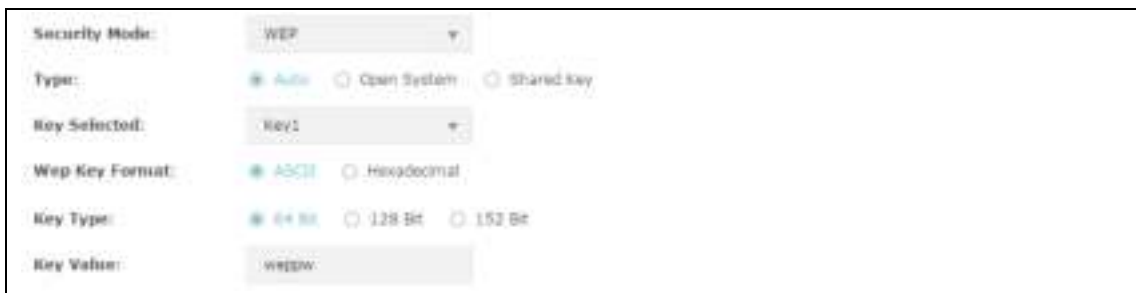 Security Mode: WEP
Type: Auto Open System Shared Key
Key Selected: Key1
Wep Key Format: ASCII Hexadecimal
Key Type: 64 Bit 128 Bit 152 Bit
Key Value: weppw